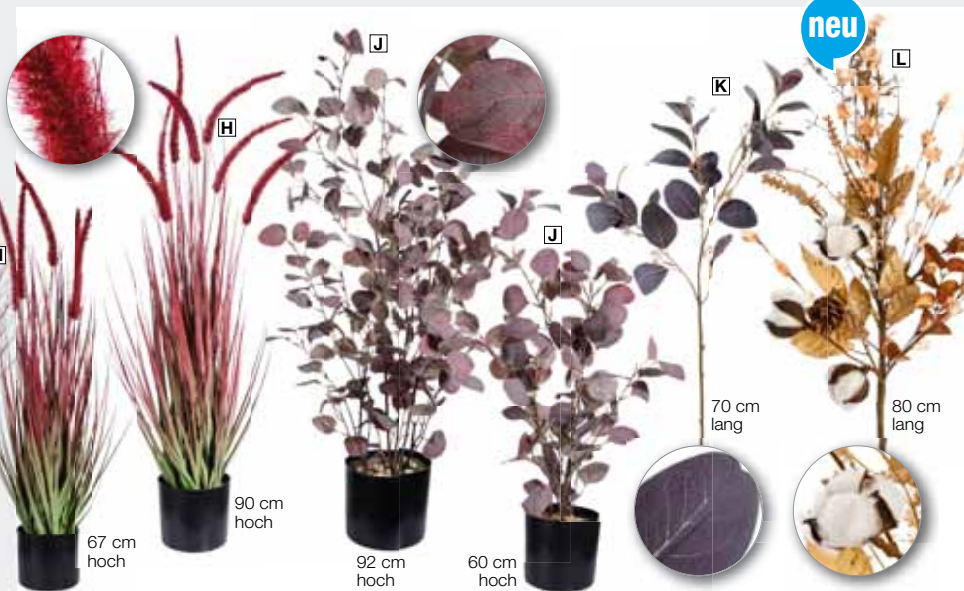 neu
J
L
K
H
J
70 cm
lang
80 cm
lang
90 cm
hoch
67 cm
hoch
92 cm
hoch
60 cm
hoch